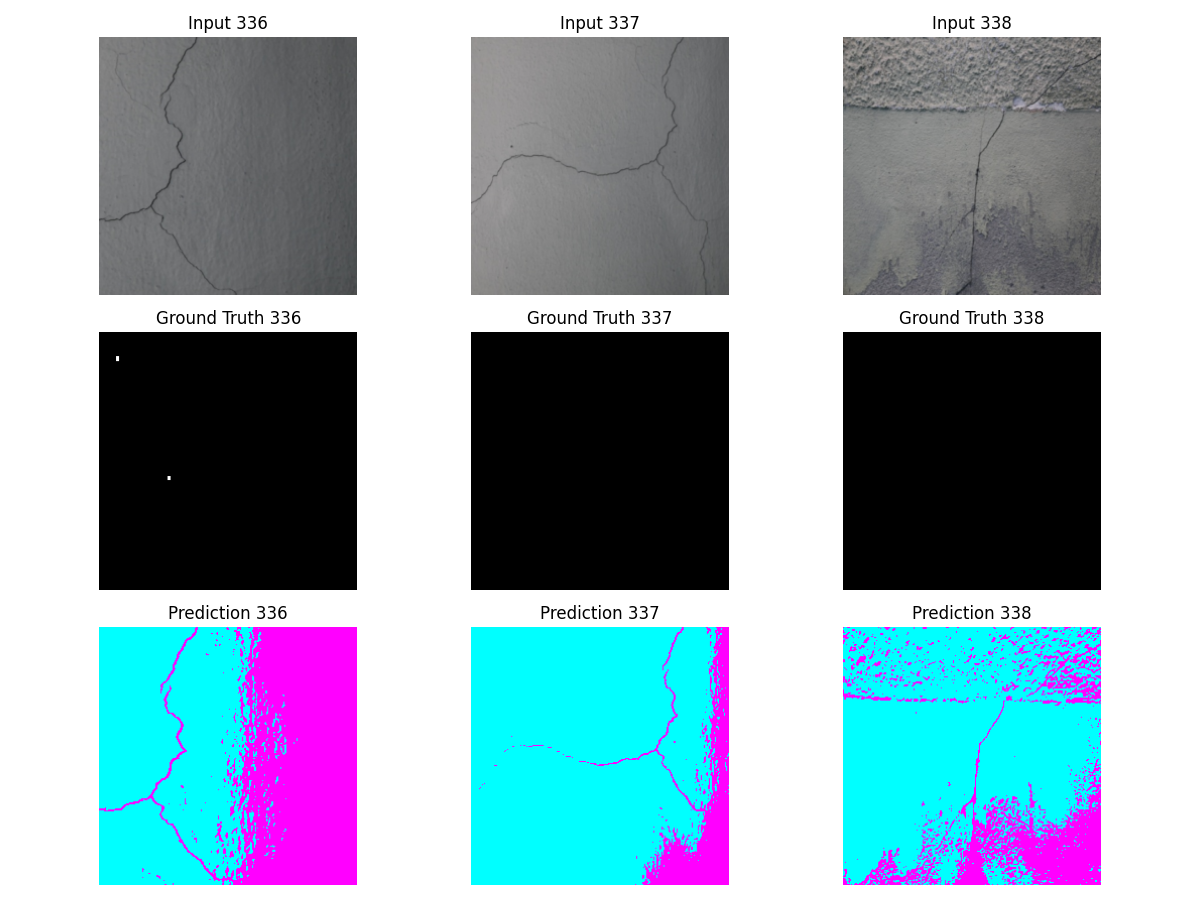 Input 336
Input 337
Input 338
Ground Truth 336
Ground Truth 337
Ground Truth 338
Prediction 336
Prediction 337
Prediction 338